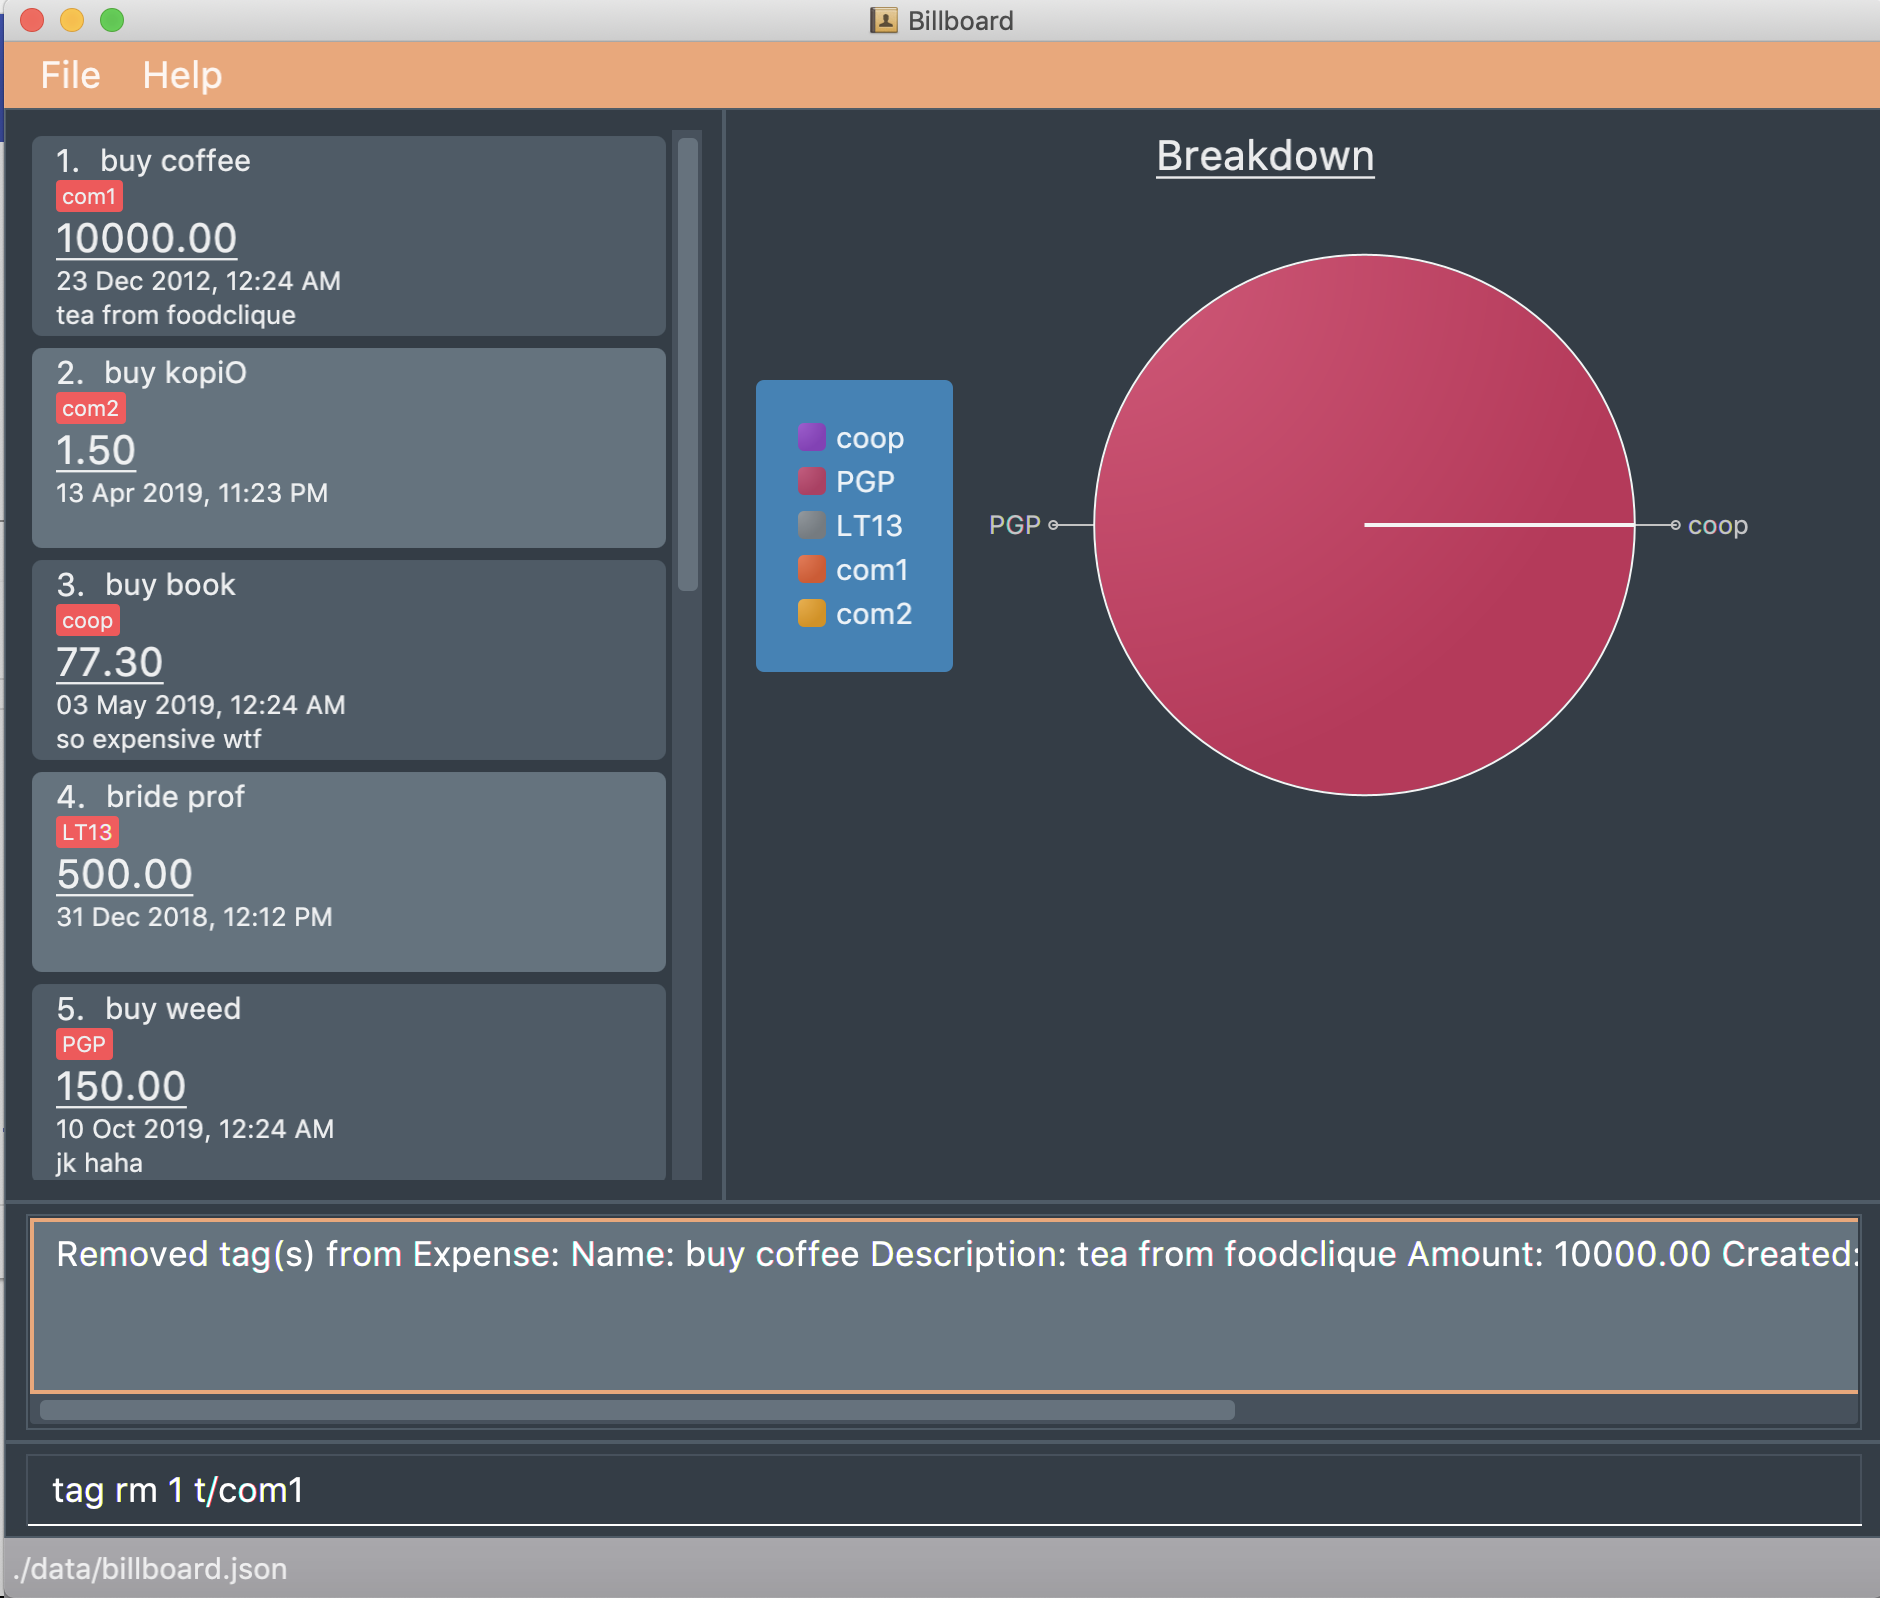 Billboard
File Help
1. buy coffee
com1
10000.00
23 Dec 2012, 12:24 AM
tea from foodclique
2. buy kopiO
com2
1.50
13 Apr 2019, 11:23 PM
3. buy book
coop
77.30
03 May 2019, 12:24 AM
so expensive wtf
4. bride prof
LT13
500.00
31 Dec 2018, 12:12 PM
5. buy weed
PGP
150.00
10 Oct 2019, 12:24 AM
jk haha
Breakdown
coop
PGP
LT13
com1
com2
PGP
coop
Removed tag(s) from Expense: Name: buy coffee Description: tea from foodclique Amount: 10000.00 Created:
tag rm 1 t/com1
./data/billboard.json